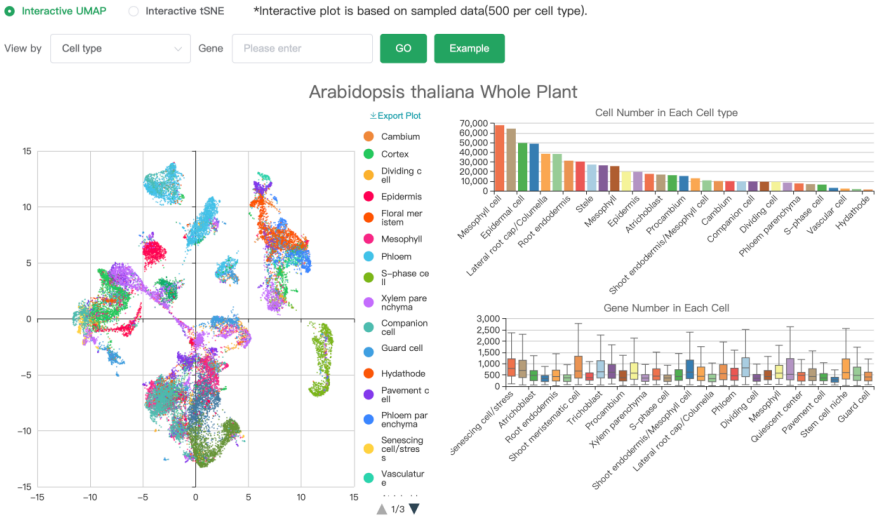 Interactive UMAP Interactive tSNE *Interactive plot is based on sampled data(500 per cell type).
View by Cell type Gene Please enter GO Example
Arabidopsis thaliana Whole Plant
Export Plot
Cambium
Cortex
Dividing c
ell
Epidermis
Floral mer
istem
Mesophyll
Phloem
S-phase ce
ll
Xylem pare
nchyma
Companion
cell
Guard cell
Hydathode
Pavement c
ell
Phloem par
enchyma
Senescing
cell/stres
s
Vasculatur
e
1/3
15
10
5
0
-5
-10
-15
-15 -10 -5 0 5 10 15
Cell Number in Each Cell type
70,000
60,000
50,000
40,000
30,000
20,000
10,000
0
Mesophyll cell
Epidermal cell
Lateral root cap/Columella
Root endodermis
Stele
Mesophyll
Epidermis
Atrichoblast
Procambium
Shoot endodermis/Mesophyll cell
Cambium
Companion cell
Dividing cell
Phloem parenchyma
S-phase cell
Vascular cell
Hydathode
Gene Number in Each Cell
3,000
2,500
2,000
1,500
1,000
500
0
Senescing cell/stress
Atrichoblast
Root endodermis
Shoot meristematic cell
Trichoblast
Procambium
Xylem parenchyma
S-phase cell
Shoot endodermis/Mesophyll cell
Lateral root cap/Columella
Phloem
Dividing cell
Mesophyll
Quiescent center
Pavement cell
Stem cell niche
Guard cell